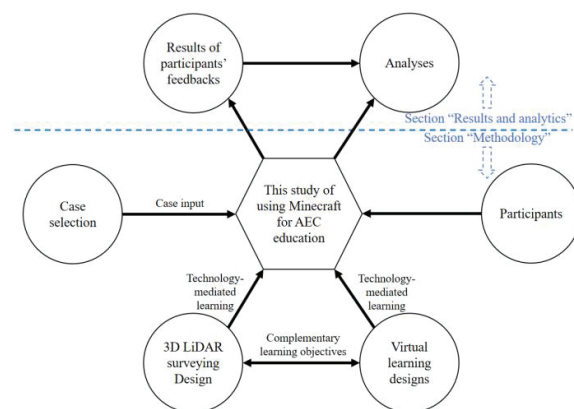 Results of
participants'
feedbacks
Analyses
Section “Results and analytics”
Section “Methodology”
Case
selection
Case input
This study of
using Minecraft
for AEC
education
Participants
Technology-
mediated
learning
Technology-
mediated
learning
3D LiDAR
surveying
Design
Complementary
learning objectives
Virtual
learning
designs